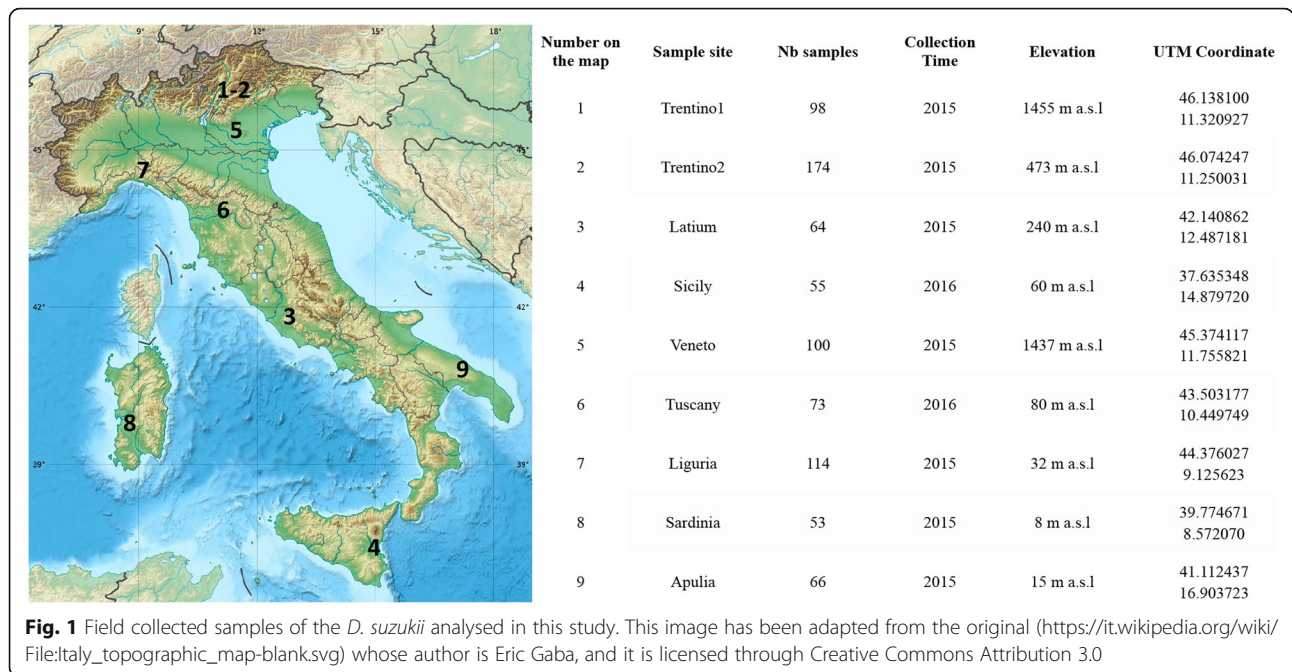 9° 12° 15° 18°
1-2
5
45° 45°
7
6
42° 42°
3
9
8
39° 39°
4
Number on the map Sample site Nb samples Collection Time Elevation UTM Coordinate
1 Trentino1 98 2015 1455 m a.s.l 46.138100 11.320927
2 Trentino2 174 2015 473 m a.s.l 46.074247 11.250031
3 Latium 64 2015 240 m a.s.l 42.140862 12.487181
4 Sicily 55 2016 60 m a.s.l 37.635348 14.879720
5 Veneto 100 2015 1437 m a.s.l 45.374117 11.755821
6 Tuscany 73 2016 80 m a.s.l 43.503177 10.449749
7 Liguria 114 2015 32 m a.s.l 44.376027 9.125623
8 Sardinia 53 2015 8 m a.s.l 39.774671 8.572070
9 Apulia 66 2015 15 m a.s.l 41.112437 16.903723
Fig. 1 Field collected samples of the D. suzukii analysed in this study. This image has been adapted from the original (https://it.wikipedia.org/wiki/
File:Italy_topographic_map-blank.svg) whose author is Eric Gaba, and it is licensed through Creative Commons Attribution 3.0